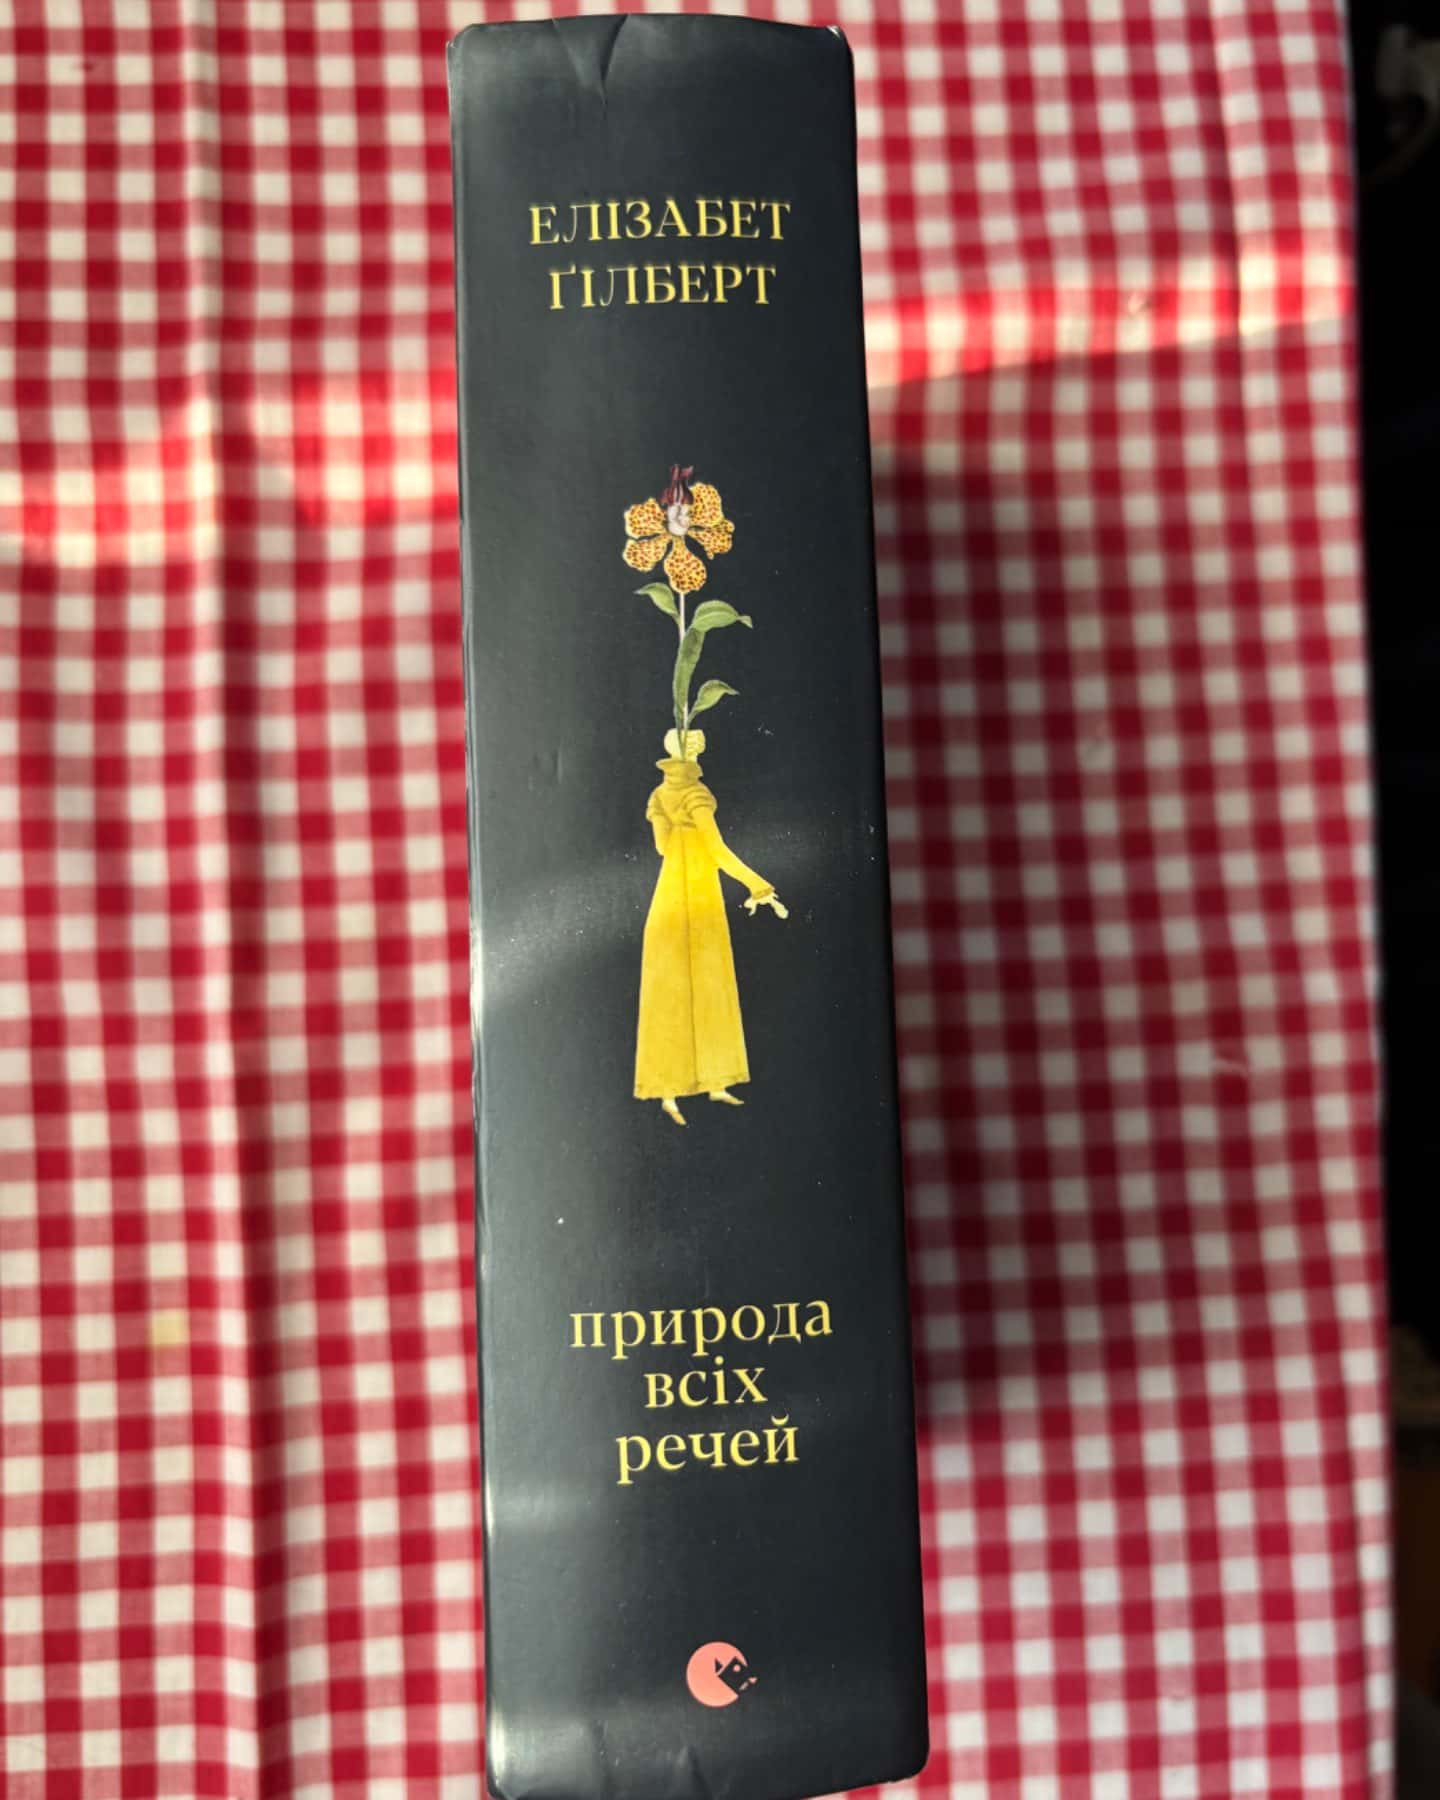 ЕЛІЗАБЕТ
ҐІЛБЕРТ
природа
всіх
речей